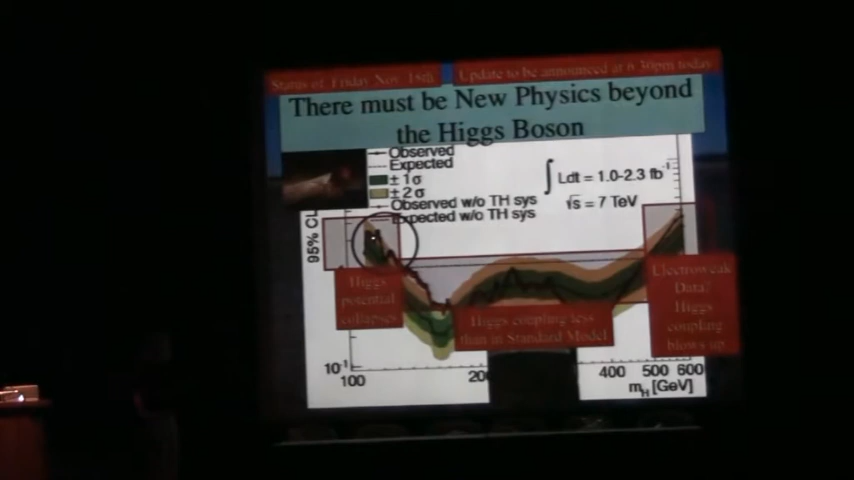 Status of Friday Nov. 18th
Update to be announced at 6:30pm today
There must be New Physics beyond
the Higgs Boson
Observed
Expected
± 1σ
± 2σ
Observed w/o TH sys
Expected w/o TH sys
∫ Ldt = 1.0-2.3 fb⁻¹
√s = 7 TeV
95% CL
Higgs
potential
collapses
Higgs coupling less
than in Standard Model
Electroweak
Data?
Higgs
coupling
blows up
10⁻¹
100
400 500 600
m_H [GeV]